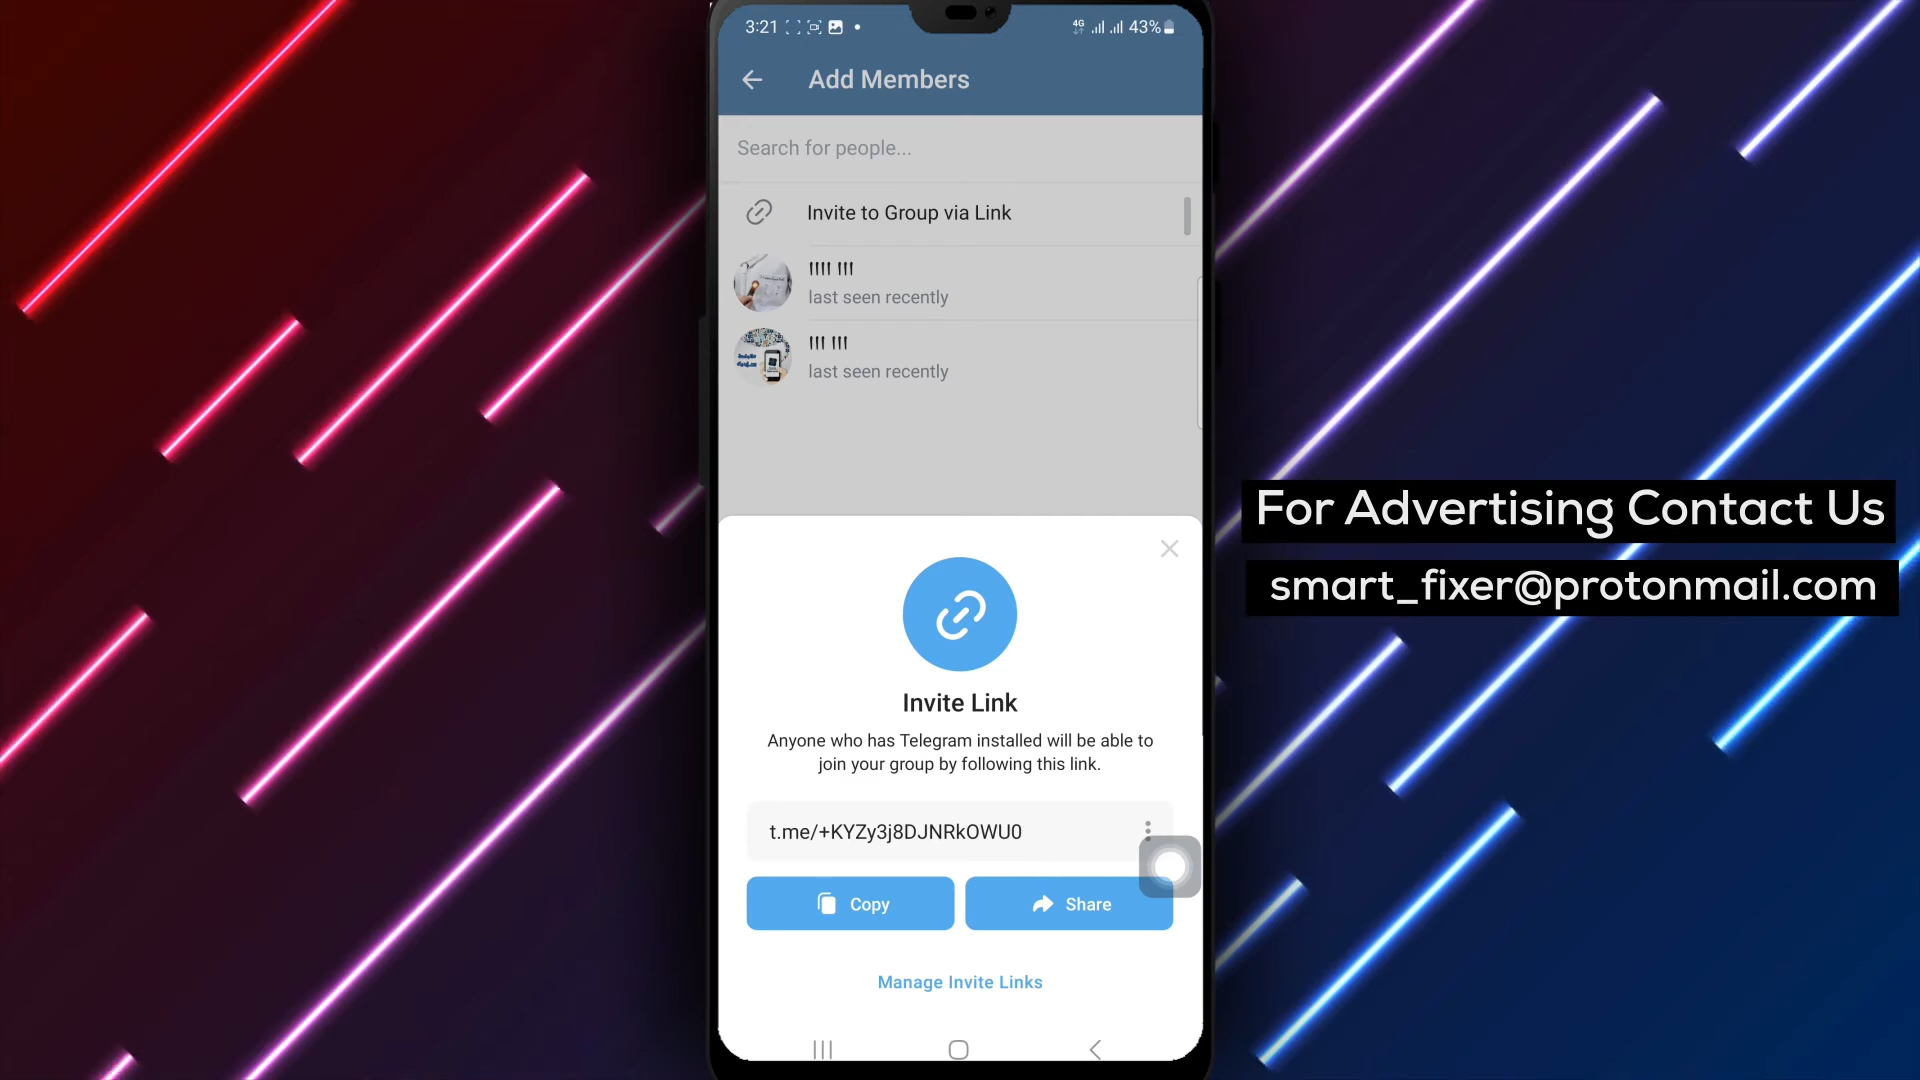 3:21
4G 43%
Add Members
Search for people...
Invite to Group via Link
last seen recently
last seen recently
For Advertising Contact Us
smart_fixer@protonmail.com
Invite Link
Anyone who has Telegram installed will be able to
join your group by following this link.
t.me/+KYZy3j8DJNRkOWU0
Copy
Share
Manage Invite Links